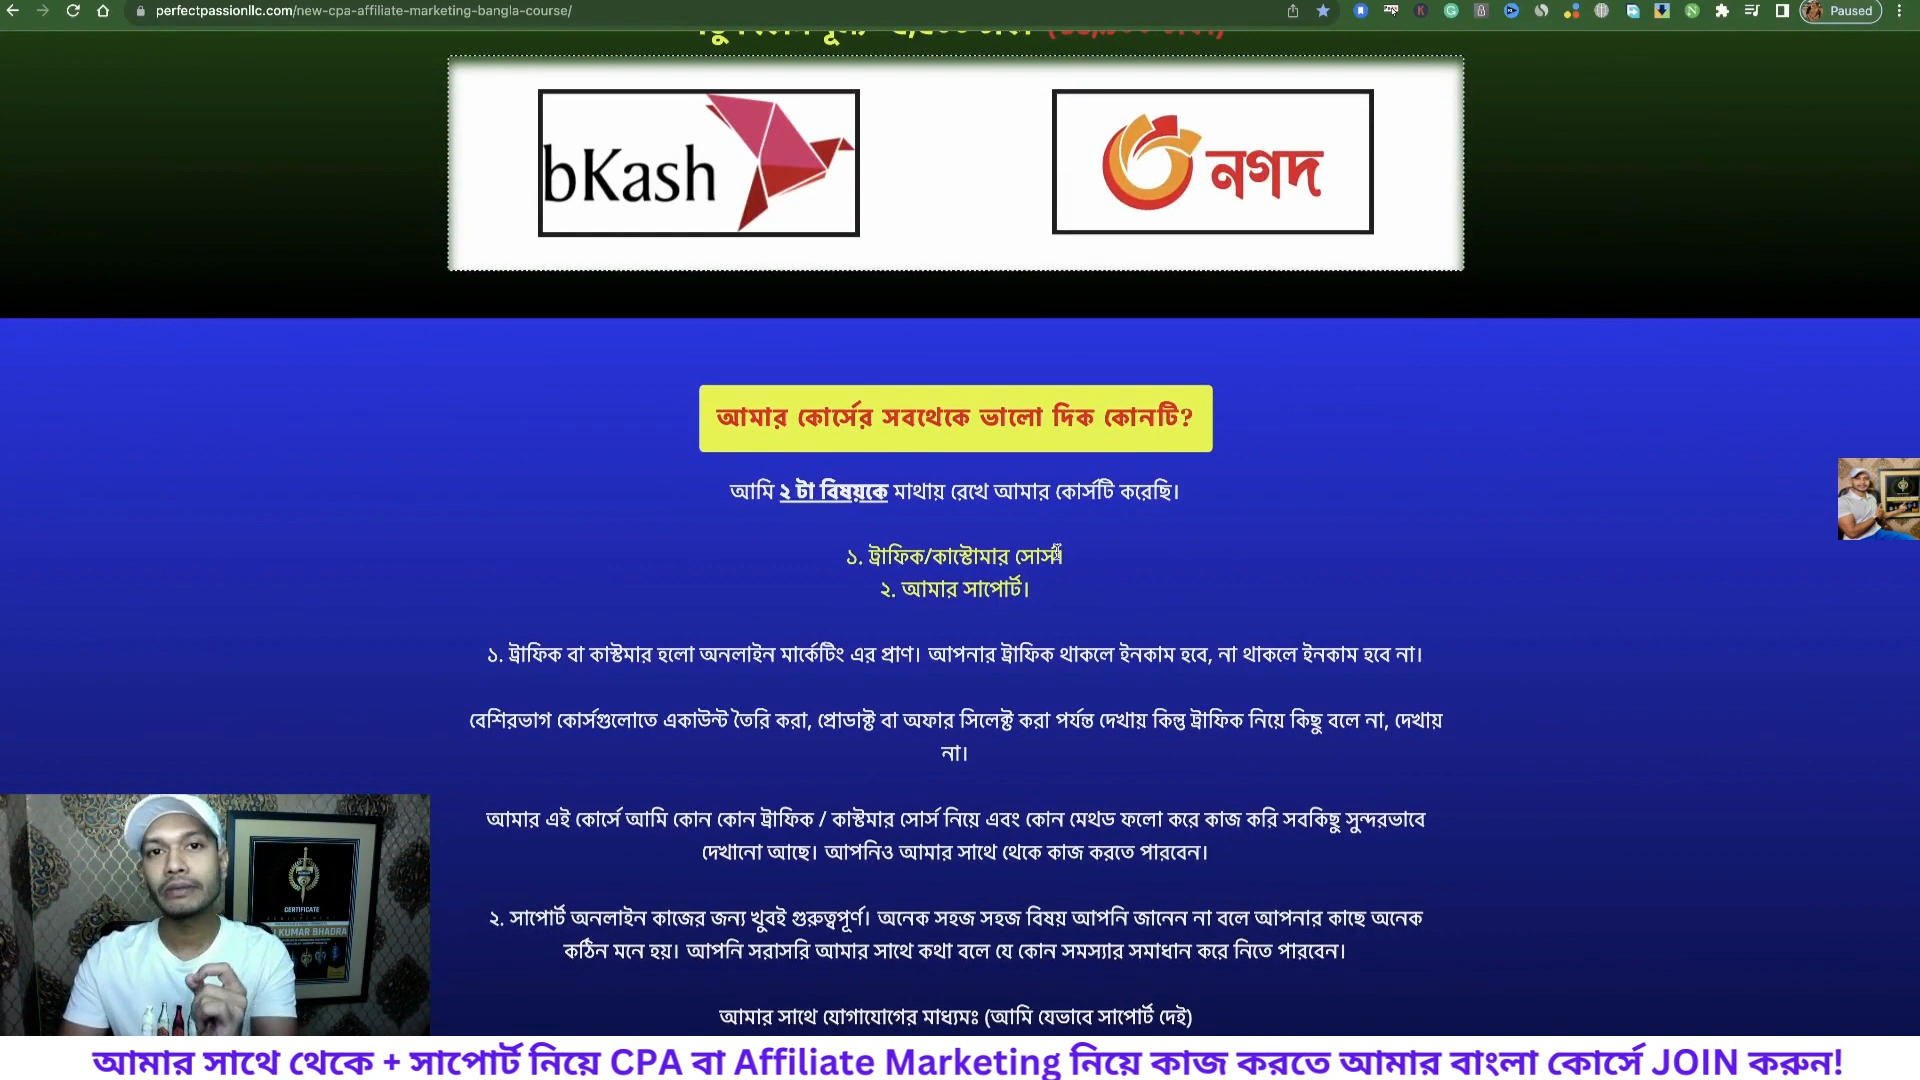 perfectpassionllc.com/new-cpa-affiliate-marketing-bangla-course/
Paused
bKash
নগদ
আমার কোর্সের সবথেকে ভালো দিক কোনটি?
আমি ২ টা বিষয়কে মাথায় রেখে আমার কোর্সটি করেছি।
১. ট্রাফিক/কাস্টোমার সোর্স।
২. আমার সাপোর্ট।
১. ট্রাফিক বা কাস্টমার হলো অনলাইন মার্কেটিং এর প্রাণ। আপনার ট্রাফিক থাকলে ইনকাম হবে, না থাকলে ইনকাম হবে না।
বেশিরভাগ কোর্সগুলোতে একাউন্ট তৈরি করা, প্রোডাক্ট বা অফার সিলেক্ট করা পর্যন্ত দেখায় কিন্তু ট্রাফিক নিয়ে কিছু বলে না, দেখায়
না।
আমার এই কোর্সে আমি কোন কোন ট্রাফিক / কাস্টমার সোর্স নিয়ে এবং কোন মেথড ফলো করে কাজ করি সবকিছু সুন্দরভাবে
দেখানো আছে। আপনিও আমার সাথে থেকে কাজ করতে পারবেন।
২. সাপোর্ট অনলাইন কাজের জন্য খুবই গুরুত্বপূর্ণ। অনেক সহজ সহজ বিষয় আপনি জানেন না বলে আপনার কাছে অনেক
কঠিন মনে হয়। আপনি সরাসরি আমার সাথে কথা বলে যে কোন সমস্যার সমাধান করে নিতে পারবেন।
আমার সাথে যোগাযোগের মাধ্যমঃ (আমি যেভাবে সাপোর্ট দেই)
CERTIFICATE
KUMAR BHADRA
আমার সাথে থেকে + সাপোর্ট নিয়ে CPA বা Affiliate Marketing নিয়ে কাজ করতে আমার বাংলা কোর্সে JOIN করুন!